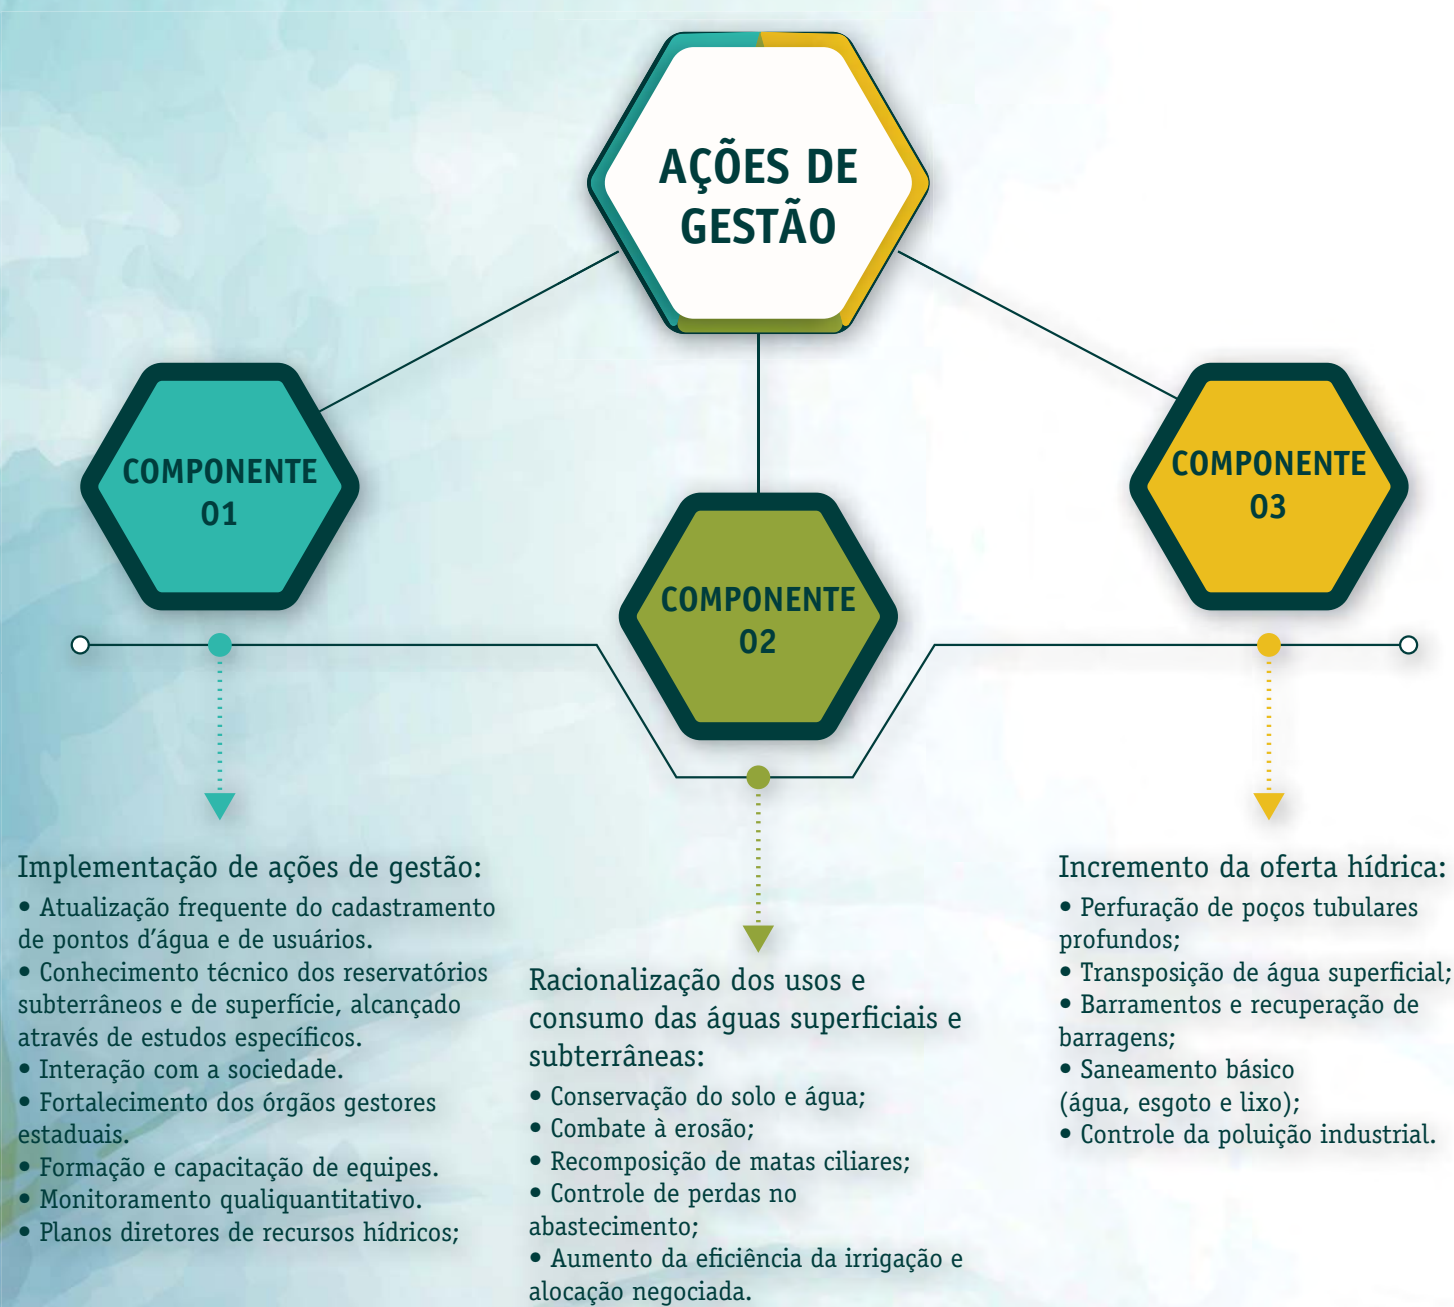 AÇÕES DE
GESTÃO
COMPONENTE
01
COMPONENTE
02
COMPONENTE
03
Implementação de ações de gestão:
• Atualização frequente do cadastramento
de pontos d’água e de usuários.
• Conhecimento técnico dos reservatórios
subterrâneos e de superfície, alcançado
através de estudos específicos.
• Interação com a sociedade.
• Fortalecimento dos órgãos gestores
estaduais.
• Formação e capacitação de equipes.
• Monitoramento qualiquantitativo.
• Planos diretores de recursos hídricos;
Racionalização dos usos e
consumo das águas superficiais e
subterrâneas:
• Conservação do solo e água;
• Combate à erosão;
• Recomposição de matas ciliares;
• Controle de perdas no
abastecimento;
• Aumento da eficiência da irrigação e
alocação negociada.
Incremento da oferta hídrica:
• Perfuração de poços tubulares
profundos;
• Transposição de água superficial;
• Barramentos e recuperação de
barragens;
• Saneamento básico
(água, esgoto e lixo);
• Controle da poluição industrial.